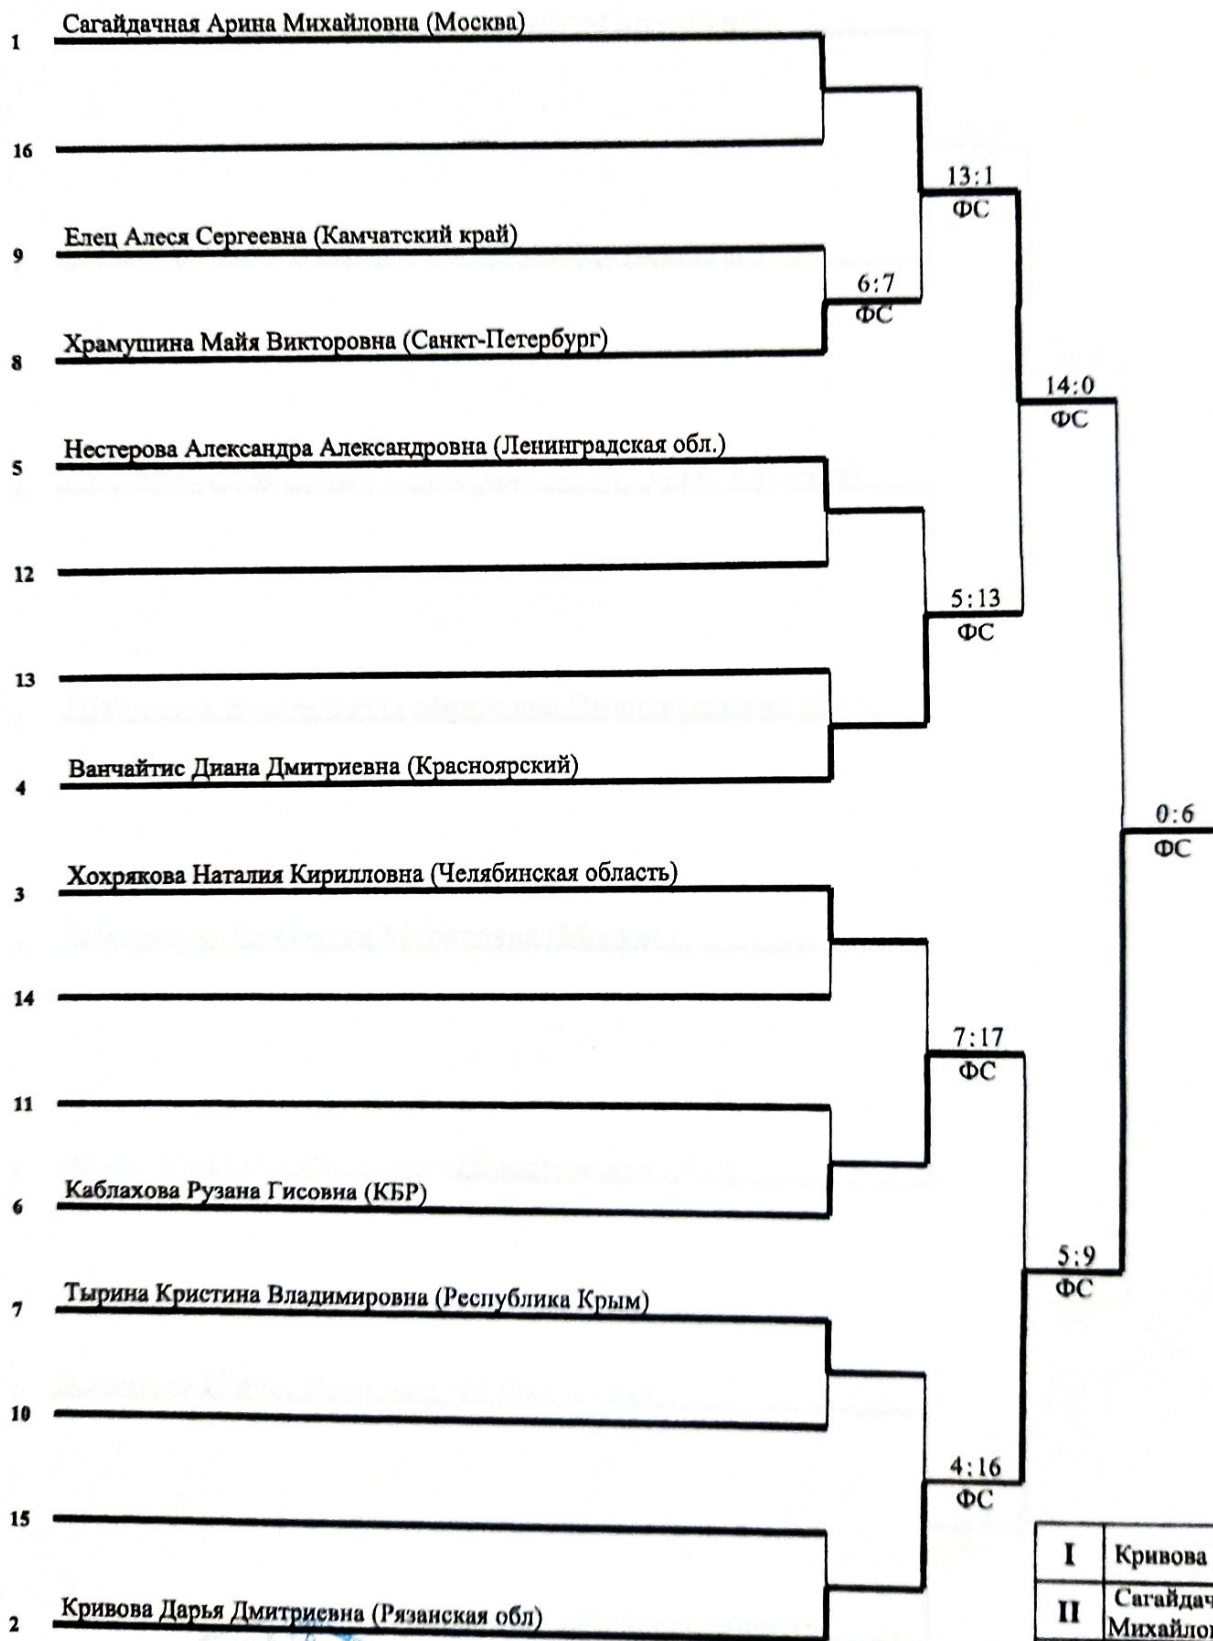 Сагайдачная Арина Михайловна (Москва)
1
16
13:1
ФС
Елец Алеся Сергеевна (Камчатский край)
9
6:7
ФС
Храмушина Майя Викторовна (Санкт-Петербург)
8
14:0
ФС
Нестерова Александра Александровна (Ленинградская обл.)
5
12
5:13
ФС
13
Ванчайтис Диана Дмитриевна (Красноярский)
4
0:6
ФС
Хохрякова Наталия Кирилловна (Челябинская область)
3
14
7:17
ФС
11
Каблахова Рузана Гисовна (КБР)
6
5:9
ФС
Тырина Кристина Владимировна (Республика Крым)
7
10
4:16
ФС
15
I Кривова
Кривова Дарья Дмитриевна (Рязанская обл)
2
II Сагайдач
Михайлов